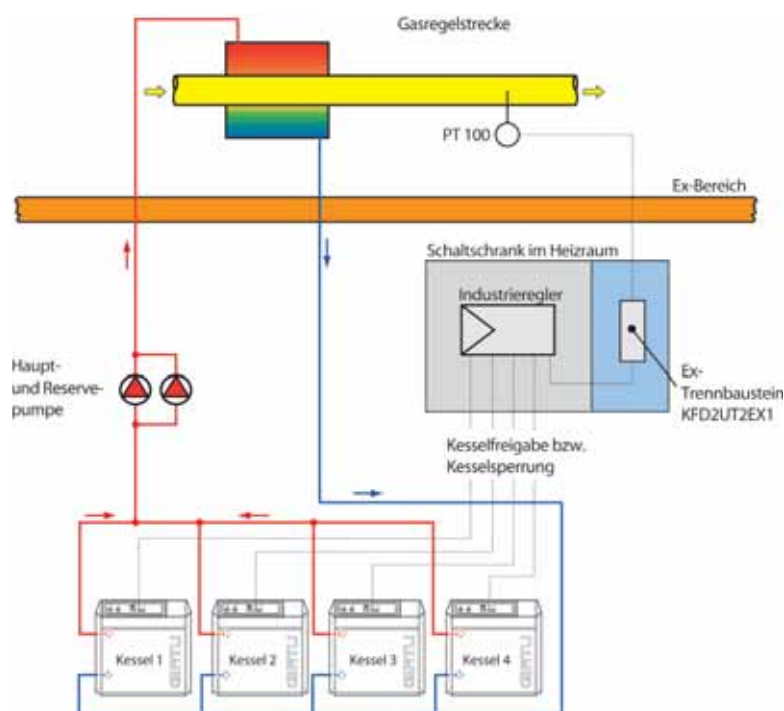 Gasregelstrecke
PT 100
Ex-Bereich
Schaltschrank im Heizraum
Industrieregler
Haupt-
und Reserve-
pumpe
Ex-
Trennbaustein
KFD2UT2EX1
Kesselfreigabe bzw.
Kesselsperrung
Kessel 1
Kessel 2
Kessel 3
Kessel 4